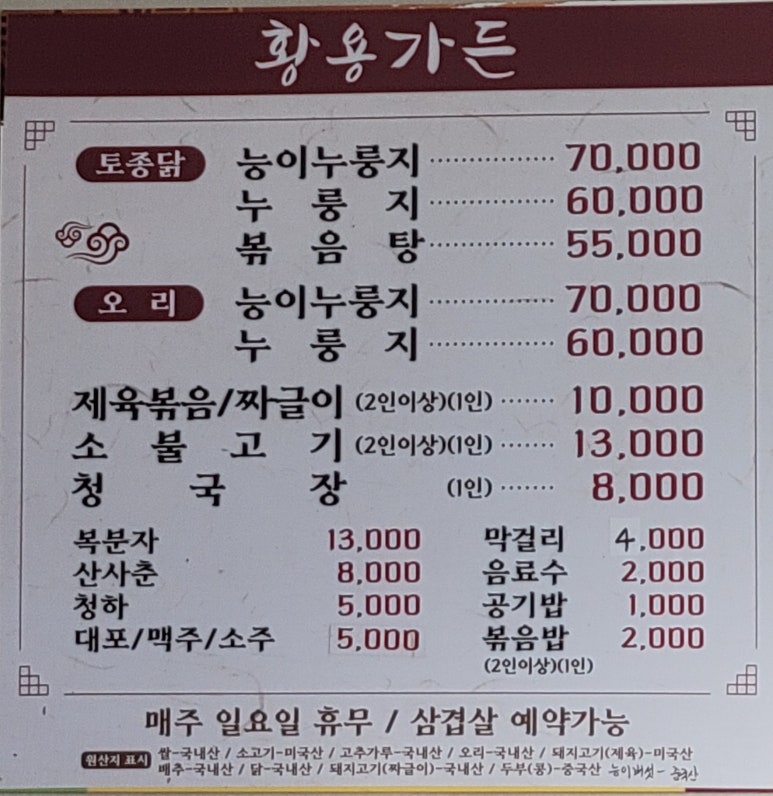 황용가든
토종닭 능이누룽지 70,000
누룽지 60,000
볶음탕 55,000
오리 능이누룽지 70,000
누룽지 60,000
제육볶음/짜글이 (2인이상)(1인) 10,000
소불고기 (2인이상)(1인) 13,000
청국장 (1인) 8,000
복분자 13,000 막걸리 4,000
산사춘 8,000 음료수 2,000
청하 5,000 공기밥 1,000
대포/맥주/소주 5,000 볶음밥 2,000
(2인이상)(1인)
매주 일요일 휴무 / 삼겹살 예약가능
원산지 표시 쌀-국내산 / 소고기-미국산 / 고추가루-국내산 / 오리-국내산 / 돼지고기(제육)-미국산
배추-국내산 / 닭-국내산 / 돼지고기(짜글이)-국내산 / 두부(콩)-중국산 능이버섯- 중국산